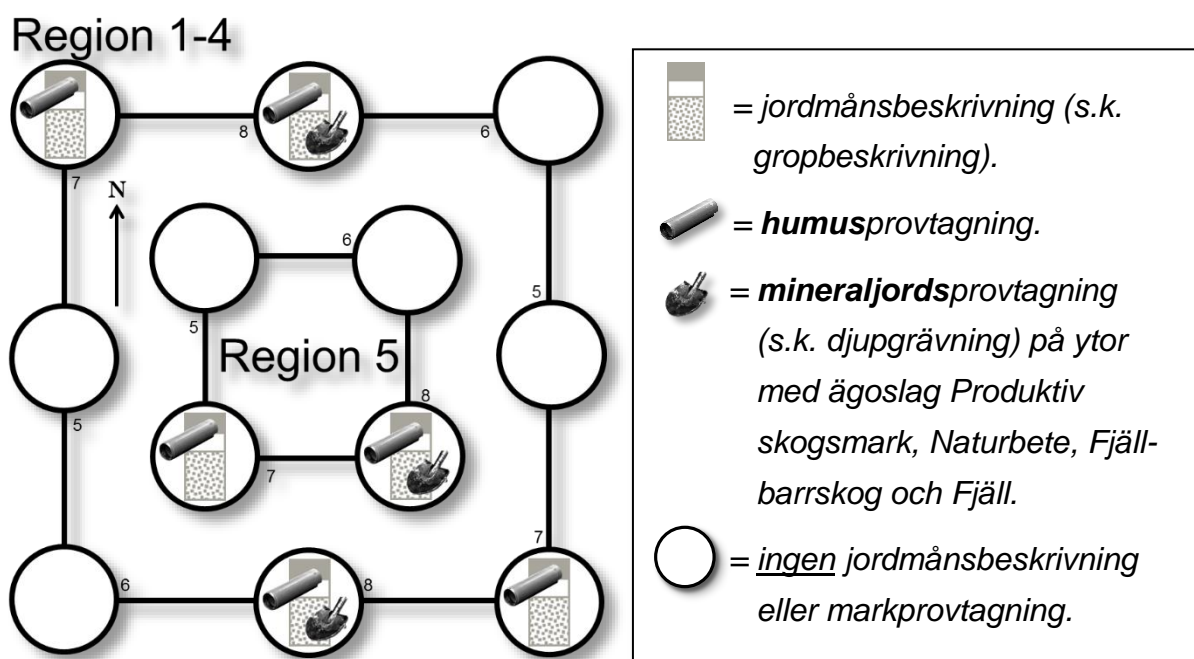 Region 1-4
8
6
7
N
6
5
5
Region 5
8
5
7
7
6
8
= jordmånsbeskrivning (s.k.
gropbeskrivning).
= humusprovtagning.
= mineraljordsprovtagning
(s.k. djupgrävning) på ytor
med ägoslag Produktiv
skogsmark, Naturbete, Fjäll-
barrskog och Fjäll.
= ingen jordmånsbeskrivning
eller markprovtagning.